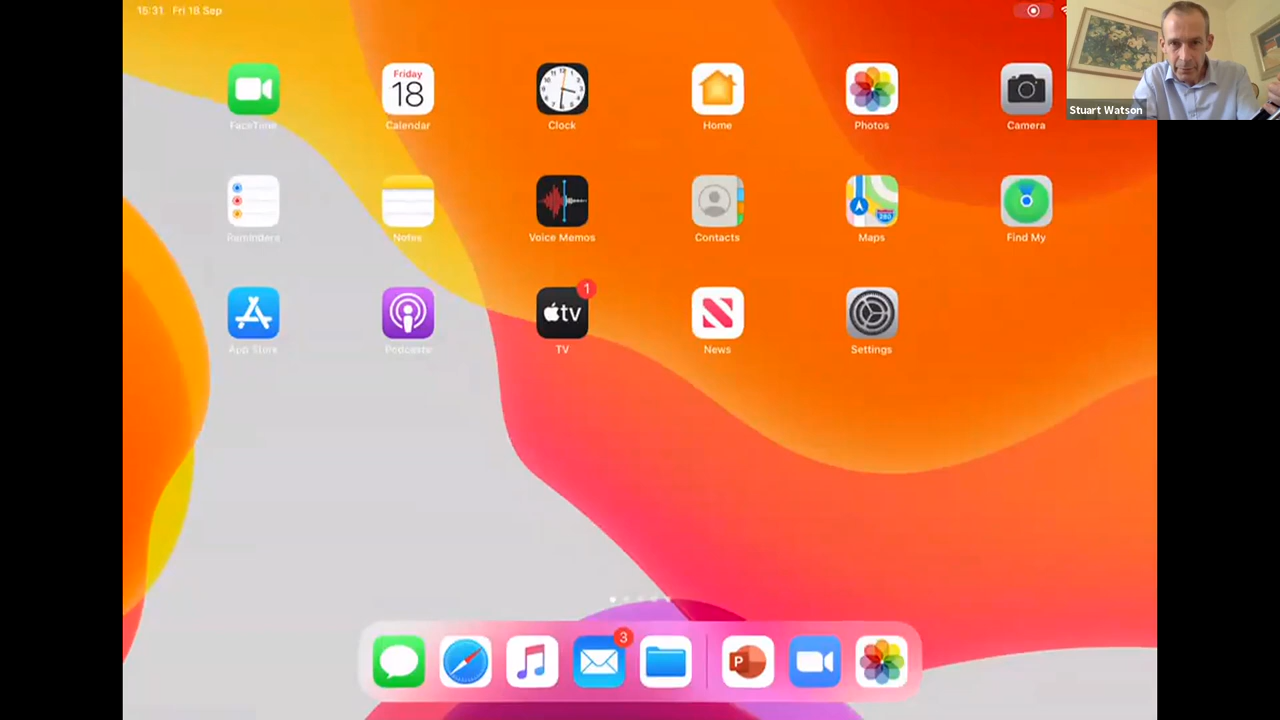 15:31 Fri 18 Sep
Stuart Watson
Friday
18
FaceTime
Calendar
Clock
Home
Photos
Camera
Reminders
Notes
Voice Memos
Contacts
Maps
Find My
280
1
tv
App Store
Podcasts
TV
News
Settings
3
P